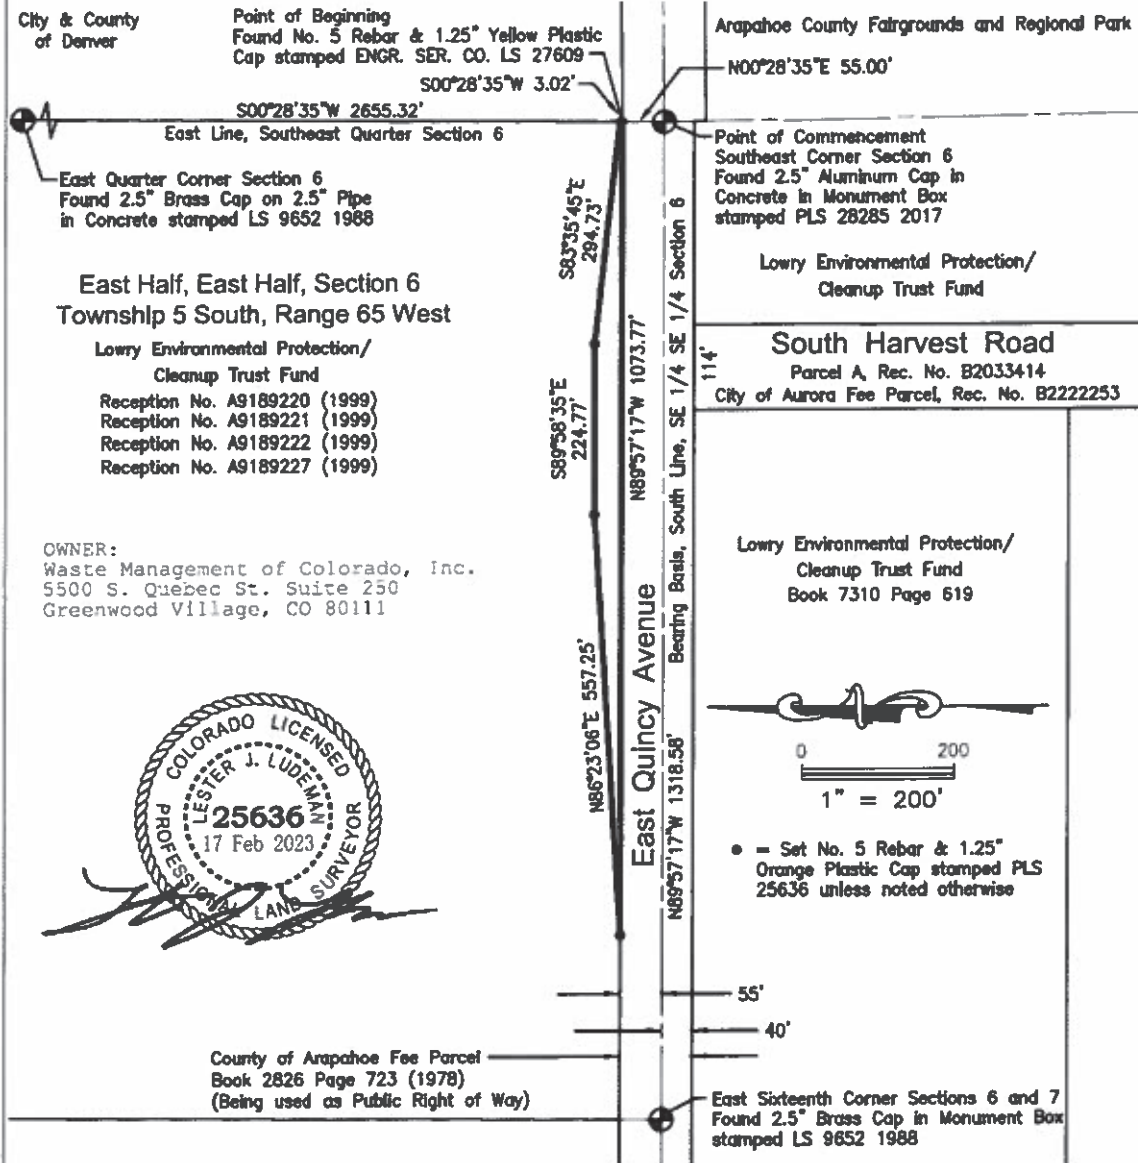 City & County
of Denver
Point of Beginning
Found No. 5 Rebar & 1.25" Yellow Plastic
Cap stamped ENGR. SER. CO. LS 27609
S00°28'35"W 3.02'
Arapahoe County Fairgrounds and Regional Park
N00°28'35"E 55.00'
S00°28'35"W 2655.32'
East Line, Southeast Quarter Section 6
East Quarter Corner Section 6
Found 2.5" Brass Cap on 2.5" Pipe
in Concrete stamped LS 9652 1988
Point of Commencement
Southeast Corner Section 6
Found 2.5" Aluminum Cap in
Concrete in Monument Box
stamped PLS 28285 2017
Lowry Environmental Protection/
Cleanup Trust Fund
East Half, East Half, Section 6
Township 5 South, Range 65 West
Lowry Environmental Protection/
Cleanup Trust Fund
Reception No. A9189220 (1999)
Reception No. A9189221 (1999)
Reception No. A9189222 (1999)
Reception No. A9189227 (1999)
S83°35'45"E
294.73'
S89°58'35"E
224.77'
N86°23'06"E 557.25'
N89°57'17"W 1073.77'
East Quincy Avenue
Bearing Basis, South Line, SE 1/4 SE 1/4 Section 6
N89°57'17"W 1318.58'
114'
South Harvest Road
Parcel A, Rec. No. B2033414
City of Aurora Fee Parcel, Rec. No. B2222253
OWNER:
Waste Management of Colorado, Inc.
5500 S. Quebec St. Suite 250
Greenwood Village, CO 80111
Lowry Environmental Protection/
Cleanup Trust Fund
Book 7310 Page 619
COLORADO LICENSED
PROFESSIONAL LAND SURVEYOR
LESTER J. LUDEMAN
25636
17 Feb 2023
0 200
1" = 200'
● = Set No. 5 Rebar & 1.25"
Orange Plastic Cap stamped PLS
25636 unless noted otherwise
55'
40'
County of Arapahoe Fee Parcel
Book 2826 Page 723 (1978)
(Being used as Public Right of Way)
East Sixteenth Corner Sections 6 and 7
Found 2.5" Brass Cap in Monument Box
stamped LS 9652 1988